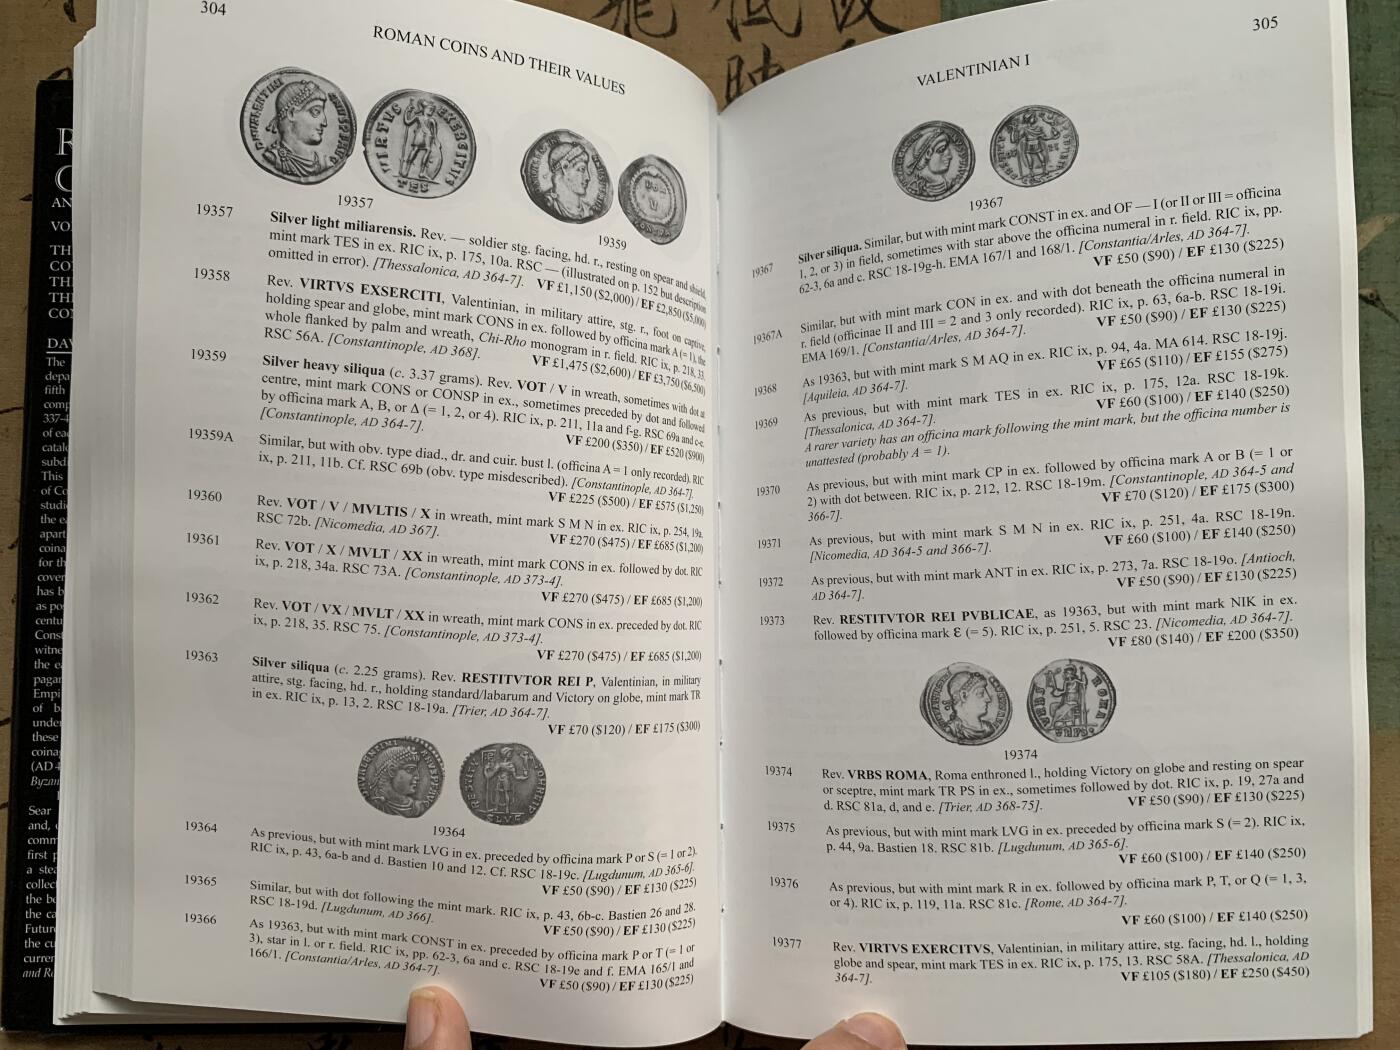 304
ROMAN COINS AND THEIR VALUES
19357
19359
19357 Silver light miliarensis. Rev. — soldier stg. facing, hd. r., resting on spear and shield,
mint mark TES in ex. RIC ix, p. 175, 10a. RSC — (illustrated on p. 152 but description
omitted in error). [Thessalonica, AD 364-7]. VF £1,150 ($2,000) / EF £2,850 ($5,000)
19358 Rev. VIRTVS EXSERCITI, Valentinian, in military attire, stg. r., foot on captive,
holding spear and globe, mint mark CONS in ex. followed by officina mark A (= 1), the
whole flanked by palm and wreath, Chi-Rho monogram in r. field. RIC ix, p. 218, 33.
RSC 56A. [Constantinople, AD 368]. VF £1,475 ($2,600) / EF £3,750 ($6,500)
19359 Silver heavy siliqua (c. 3.37 grams). Rev. VOT / V in wreath, sometimes with dot at
centre, mint mark CONS or CONSP in ex., sometimes preceded by dot and followed
by officina mark A, B, or Δ (= 1, 2, or 4). RIC ix, p. 211, 11a and f-g. RSC 69a and c-e.
[Constantinople, AD 364-7]. VF £200 ($350) / EF £520 ($900)
19359A Similar, but with obv. type diad., dr. and cuir. bust l. (officina A = 1 only recorded). RIC
ix, p. 211, 11b. Cf. RSC 69b (obv. type misdescribed). [Constantinople, AD 364-7].
VF £225 ($500) / EF £575 ($1,250)
19360 Rev. VOT / V / MVLTIS / X in wreath, mint mark S M N in ex. RIC ix, p. 254, 19a.
RSC 72b. [Nicomedia, AD 367]. VF £270 ($475) / EF £685 ($1,200)
19361 Rev. VOT / X / MVLT / XX in wreath, mint mark CONS in ex. followed by dot. RIC
ix, p. 218, 34a. RSC 73A. [Constantinople, AD 373-4].
VF £270 ($475) / EF £685 ($1,200)
19362 Rev. VOT / VX / MVLT / XX in wreath, mint mark CONS in ex. preceded by dot. RIC
ix, p. 218, 35. RSC 75. [Constantinople, AD 373-4].
VF £270 ($475) / EF £685 ($1,200)
19363 Silver siliqua (c. 2.25 grams). Rev. RESTITVTOR REI P, Valentinian, in military
attire, stg. facing, hd. r., holding standard/labarum and Victory on globe, mint mark TR
in ex. RIC ix, p. 13, 2. RSC 18-19a. [Trier, AD 364-7].
VF £70 ($120) / EF £175 ($300)
19364
19364 As previous, but with mint mark LVG in ex. preceded by officina mark P or S (= 1 or 2).
RIC ix, p. 43, 6a-b and d. Bastien 10 and 12. Cf. RSC 18-19c. [Lugdunum, AD 365-6].
VF £50 ($90) / EF £130 ($225)
19365 Similar, but with dot following the mint mark. RIC ix, p. 43, 6b-c. Bastien 26 and 28.
RSC 18-19d. [Lugdunum, AD 366]. VF £50 ($90) / EF £130 ($225)
19366 As 19363, but with mint mark CONST in ex. preceded by officina mark P or T (= 1 or
3), star in l. or r. field. RIC ix, pp. 62-3, 6a and c. RSC 18-19e and f. EMA 165/1 and
166/1. [Constantia/Arles, AD 364-7]. VF £50 ($90) / EF £130 ($225)
305
VALENTINIAN I
19367
19367 Silver siliqua. Similar, but with mint mark CONST in ex. and OF — I (or II or III = officina
1, 2, or 3) in field, sometimes with star above the officina numeral in r. field. RIC ix, pp.
62-3, 6a and c. RSC 18-19g-h. EMA 167/1 and 168/1. [Constantia/Arles, AD 364-7].
VF £50 ($90) / EF £130 ($225)
19367A Similar, but with mint mark CON in ex. and with dot beneath the officina numeral in
r. field (officinae II and III = 2 and 3 only recorded). RIC ix, p. 63, 6a-b. RSC 18-19i.
EMA 169/1. [Constantia/Arles, AD 364-7]. VF £50 ($90) / EF £130 ($225)
19368 As 19363, but with mint mark S M AQ in ex. RIC ix, p. 94, 4a. MA 614. RSC 18-19j.
[Aquileia, AD 364-7]. VF £65 ($110) / EF £155 ($275)
19369 As previous, but with mint mark TES in ex. RIC ix, p. 175, 12a. RSC 18-19k.
[Thessalonica, AD 364-7]. VF £60 ($100) / EF £140 ($250)
A rarer variety has an officina mark following the mint mark, but the officina number is
unattested (probably A = 1).
19370 As previous, but with mint mark CP in ex. followed by officina mark A or B (= 1 or
2) with dot between. RIC ix, p. 212, 12. RSC 18-19m. [Constantinople, AD 364-5 and
366-7]. VF £70 ($120) / EF £175 ($300)
19371 As previous, but with mint mark S M N in ex. RIC ix, p. 251, 4a. RSC 18-19n.
[Nicomedia, AD 364-5 and 366-7]. VF £60 ($100) / EF £140 ($250)
19372 As previous, but with mint mark ANT in ex. RIC ix, p. 273, 7a. RSC 18-19o. [Antioch,
AD 364-7]. VF £50 ($90) / EF £130 ($225)
19373 Rev. RESTITVTOR REI PVBLICAE, as 19363, but with mint mark NIK in ex.
followed by officina mark Є (= 5). RIC ix, p. 251, 5. RSC 23. [Nicomedia, AD 364-7].
VF £80 ($140) / EF £200 ($350)
19374
19374 Rev. VRBS ROMA, Roma enthroned l., holding Victory on globe and resting on spear
or sceptre, mint mark TR PS in ex., sometimes followed by dot. RIC ix, p. 19, 27a and
d. RSC 81a, d, and e. [Trier, AD 368-75]. VF £50 ($90) / EF £130 ($225)
19375 As previous, but with mint mark LVG in ex. preceded by officina mark S (= 2). RIC ix,
p. 44, 9a. Bastien 18. RSC 81b. [Lugdunum, AD 365-6].
VF £60 ($100) / EF £140 ($250)
19376 As previous, but with mint mark R in ex. followed by officina mark P, T, or Q (= 1, 3,
or 4). RIC ix, p. 119, 11a. RSC 81c. [Rome, AD 364-7].
VF £60 ($100) / EF £140 ($250)
19377 Rev. VIRTVS EXERCITVS, Valentinian, in military attire, stg. facing, hd. l., holding
globe and spear, mint mark TES in ex. RIC ix, p. 175, 13. RSC 58A. [Thessalonica, AD
364-7]. VF £105 ($180) / EF £250 ($450)